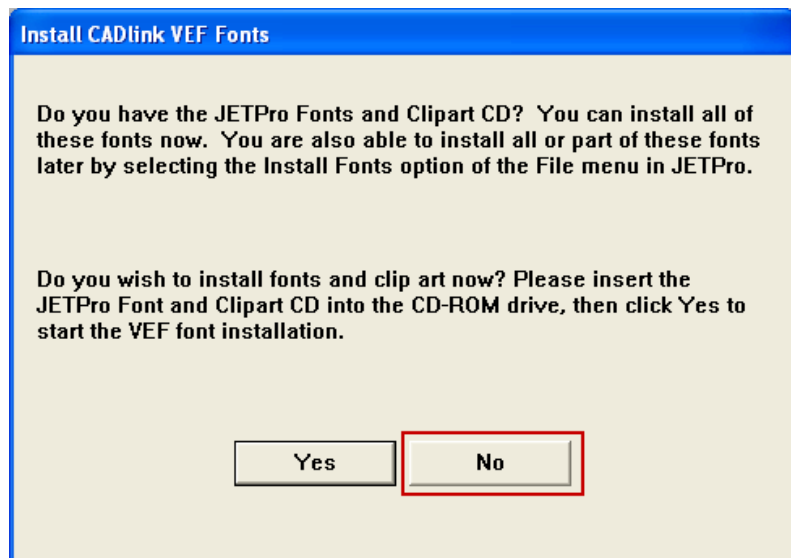 Install CADlink VEF Fonts
Do you have the JETPro Fonts and Clipart CD?  You can install all of
these fonts now.  You are also able to install all or part of these fonts
later by selecting the Install Fonts option of the File menu in JETPro.
Do you wish to install fonts and clip art now? Please insert the
JETPro Font and Clipart CD into the CD-ROM drive, then click Yes to
start the VEF font installation.
Yes
No